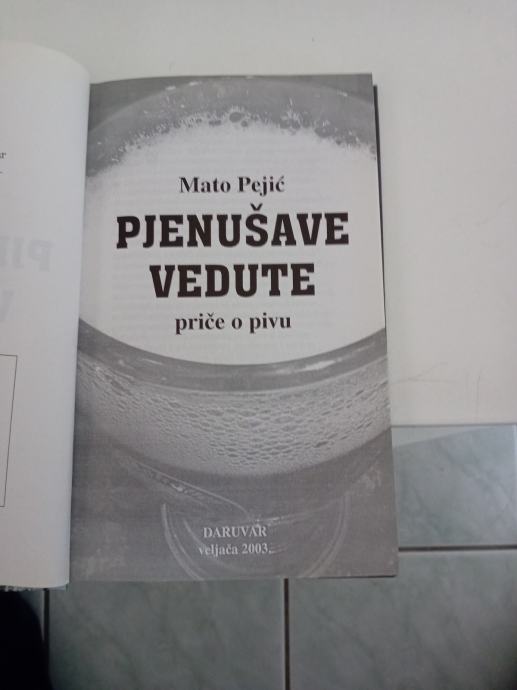 Mato Pejić
PJENUŠAVE
VEDUTE
priče o pivu
DARUVAR
veljača 2003.